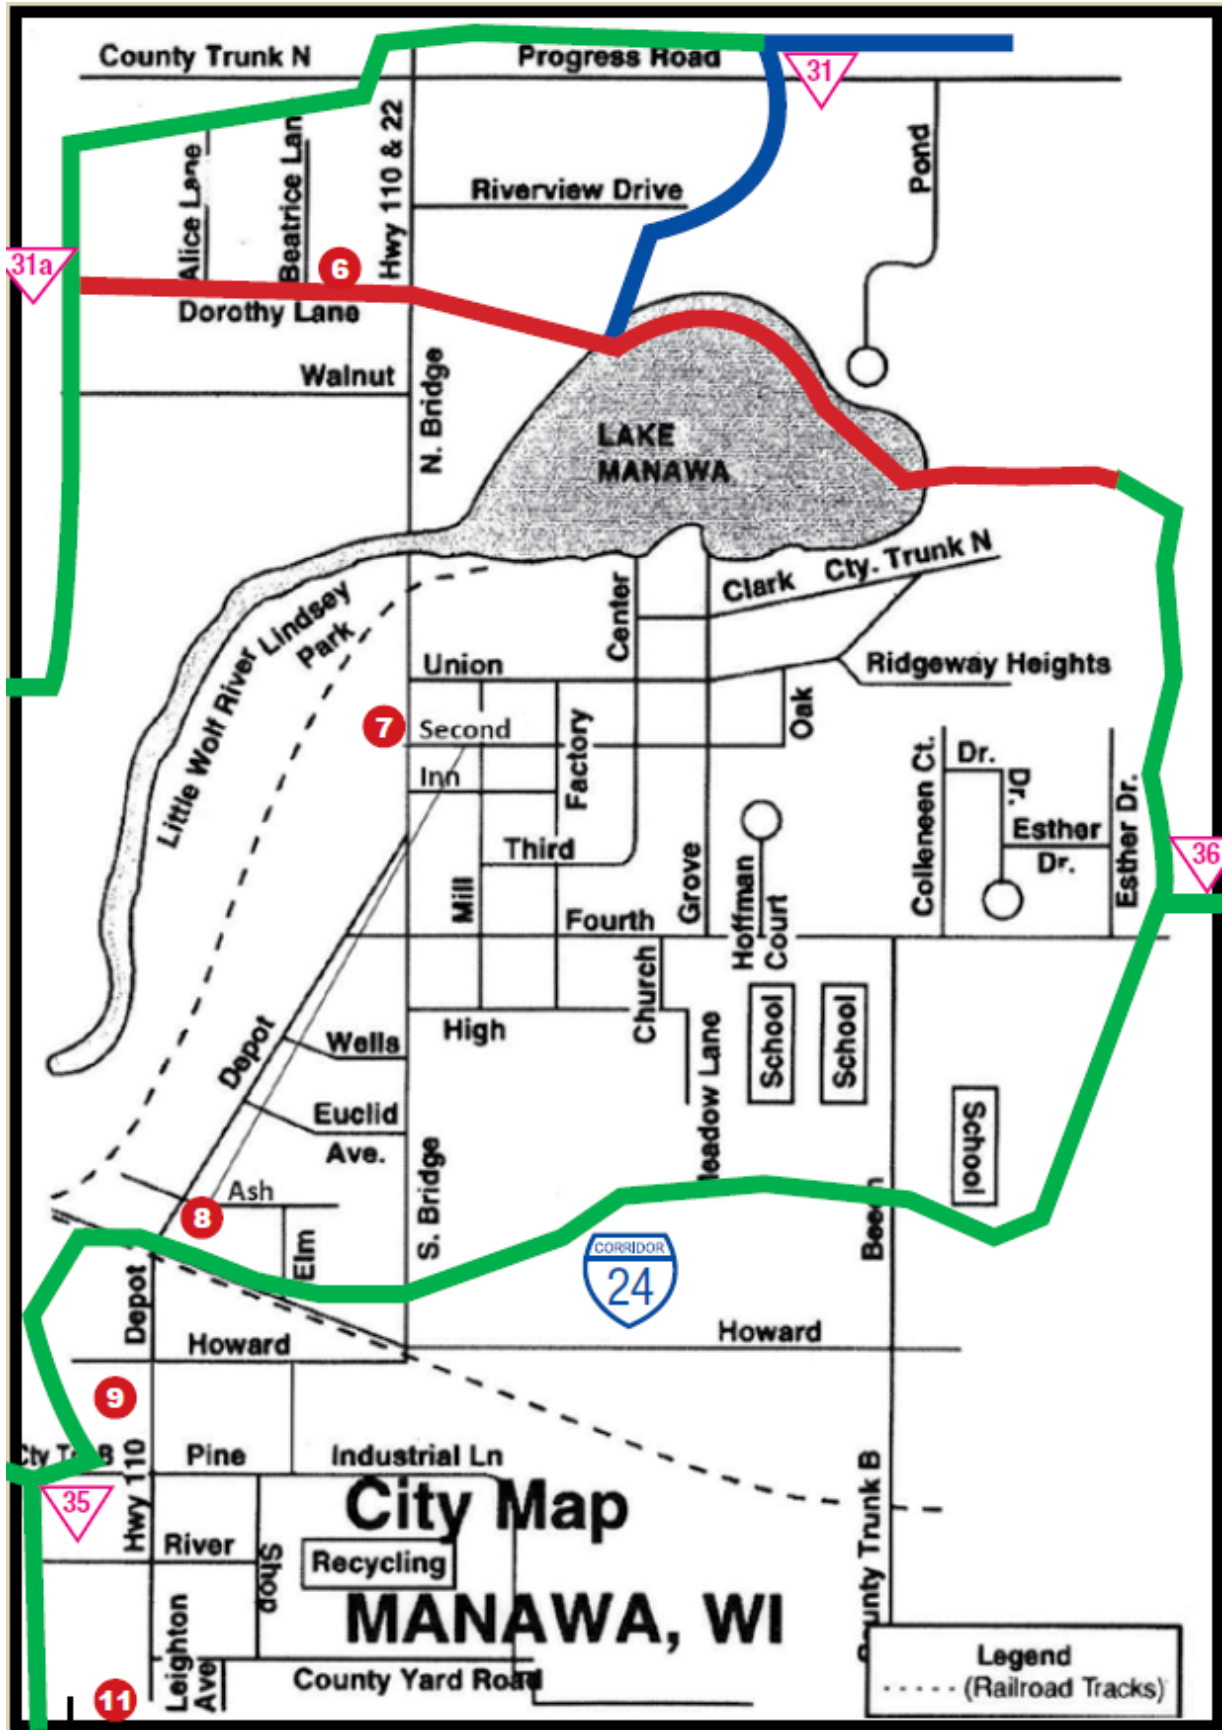 County Trunk N
Progress Road
31
Hwy 110 & 22
Pond
Alice Lane
Beatrice Lan
Riverview Drive
31a
6
Dorothy Lane
Walnut
N. Bridge
LAKE
MANAWA
Little Wolf River
Lindsey
Park
Center
Clark
Cty. Trunk N
Union
Ridgeway Heights
7
Second
Factory
Oak
Inn
Colleneen Ct.
Dr.
Dr.
Esther
Dr.
Esther Dr.
36
Third
Mill
Grove
Hoffman
Court
Fourth
Church
High
Depot
Wells
Euclid
Ave.
School
School
School
Meadow Lane
Ash
8
S. Bridge
Elm
CORRIDOR
24
Depot
Howard
Howard
9
Pine
Industrial Ln
Hwy 110
35
City Map
MANAWA, WI
River
Shop
Recycling
County Trunk B
Leighton
Ave
County Yard Road
11
Legend
(Railroad Tracks)